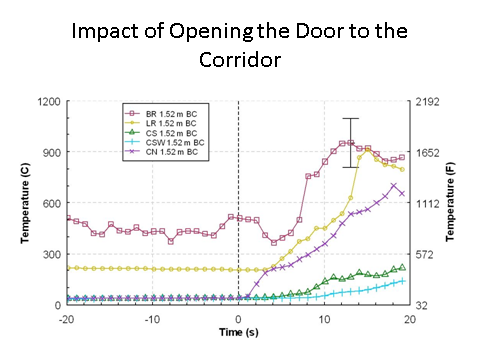 Impact of Opening the Door to the
Corridor
1200
900
600
300
0
Temperature (C)
BR 1.52 m BC
LR 1.52 m BC
CS 1.52 m BC
CSW 1.52 m BC
CN 1.52 m BC
2192
1652
1112
572
32
Temperature (F)
-20
-10
0
10
20
Time (s)